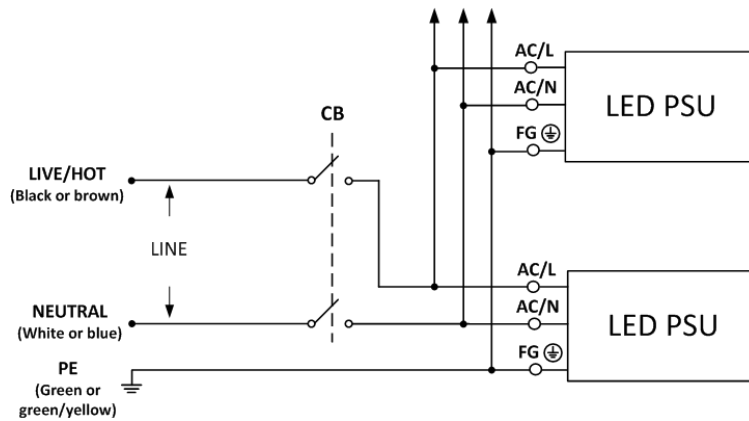 AC/L
AC/N
FG
LED PSU
CB
LIVE/HOT
(Black or brown)
LINE
NEUTRAL
(White or blue)
PE
(Green or
green/yellow)
AC/L
AC/N
FG
LED PSU